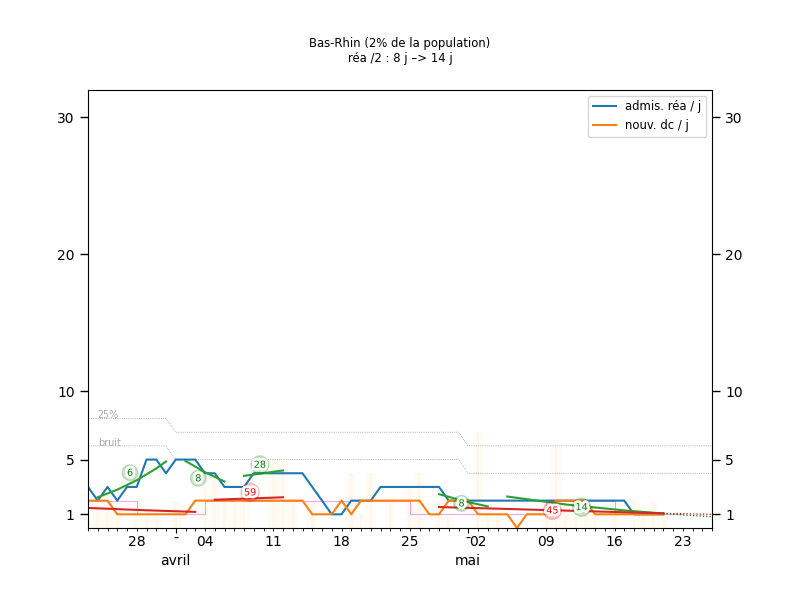 Bas-Rhin (2% de la population)
réa /2 : 8 j –> 14 j
admis. réa / j
nouv. dc / j
30 30
20 20
10 10
25%
bruit
5 5
6 8 28 59 8 45 14
1 1
28 - 04 11 18 25 - 02 09 16 23
avril mai